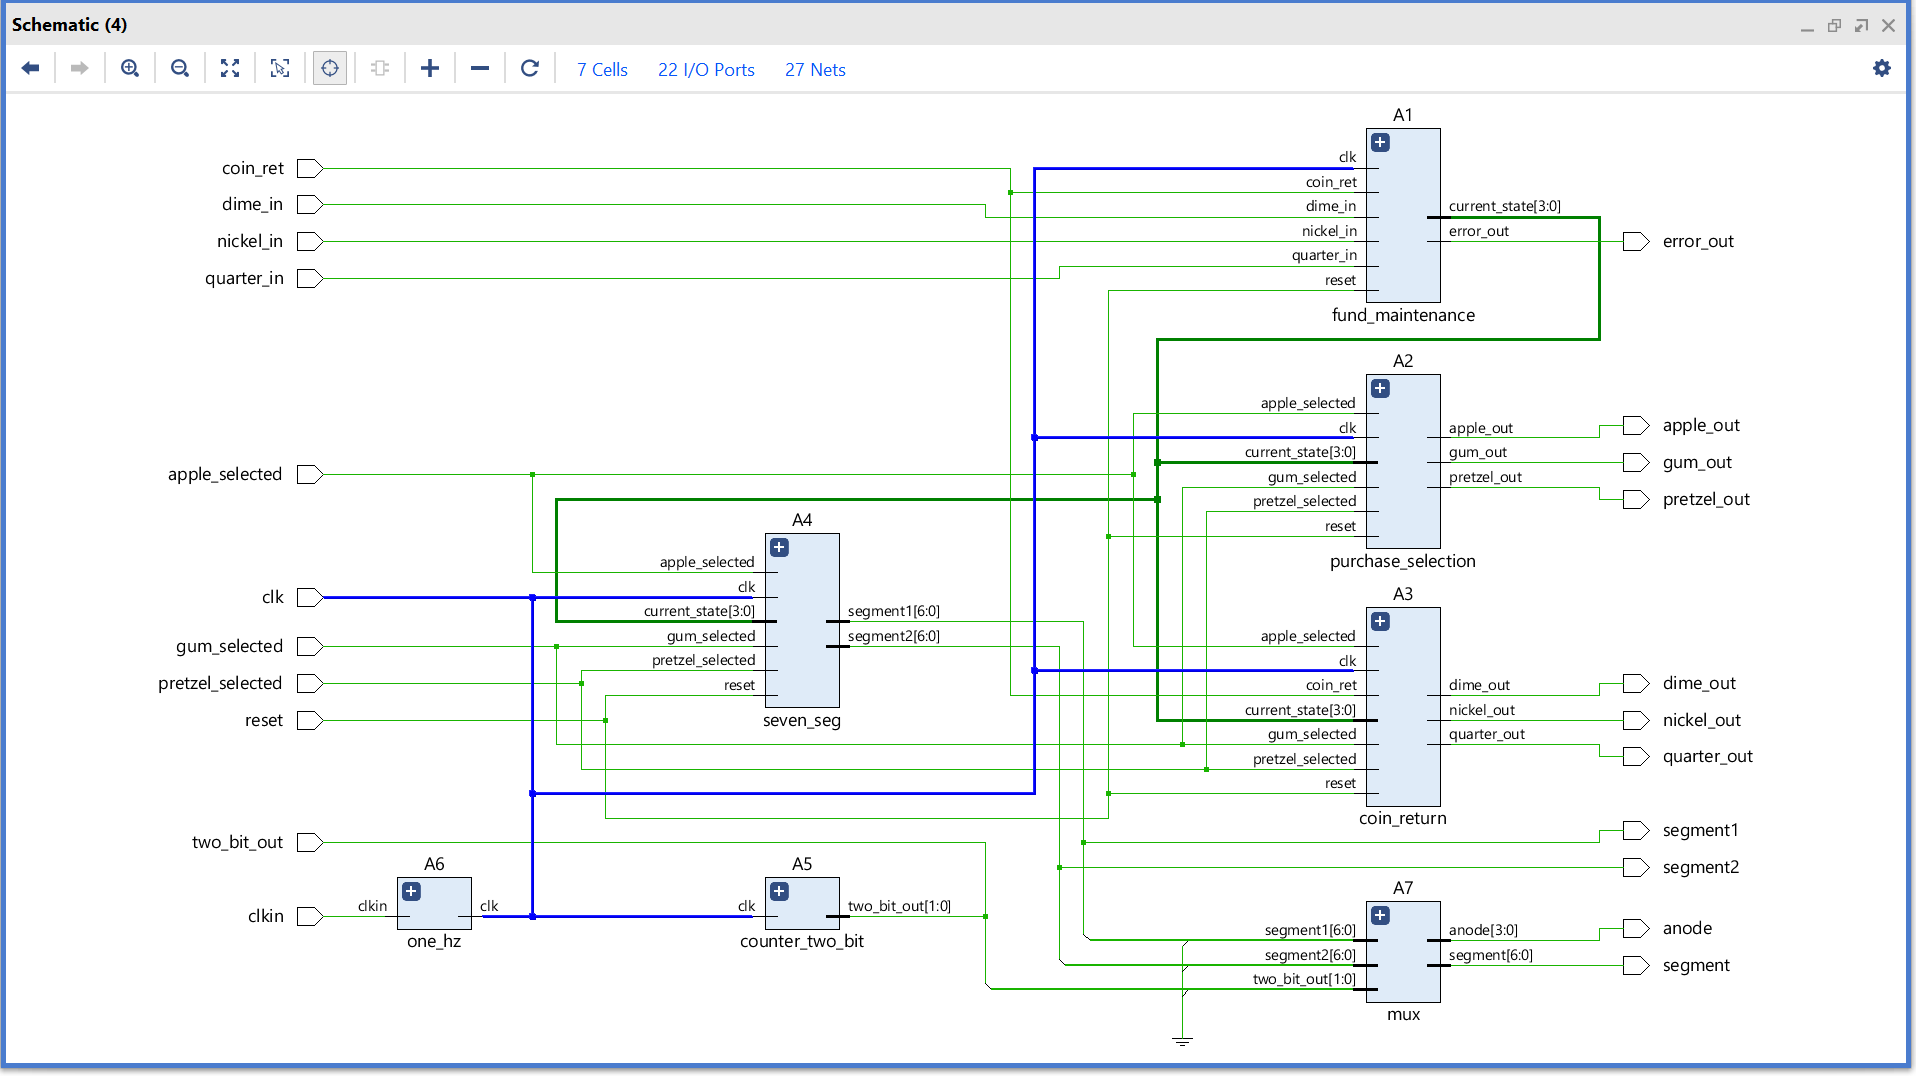 Schematic (4)
7 Cells 22 I/O Ports 27 Nets
coin_ret
dime_in
nickel_in
quarter_in
apple_selected
clk
gum_selected
pretzel_selected
reset
two_bit_out
clkin
A6
clkin
clk
one_hz
A4
apple_selected
clk
current_state[3:0]
gum_selected
pretzel_selected
reset
segment1[6:0]
segment2[6:0]
seven_seg
A5
clk
two_bit_out[1:0]
counter_two_bit
A1
clk
coin_ret
dime_in
nickel_in
quarter_in
reset
current_state[3:0]
error_out
fund_maintenance
A2
apple_selected
clk
current_state[3:0]
gum_selected
pretzel_selected
reset
apple_out
gum_out
pretzel_out
purchase_selection
A3
apple_selected
clk
coin_ret
current_state[3:0]
gum_selected
pretzel_selected
reset
dime_out
nickel_out
quarter_out
coin_return
A7
segment1[6:0]
segment2[6:0]
two_bit_out[1:0]
anode[3:0]
segment[6:0]
mux
error_out
apple_out
gum_out
pretzel_out
dime_out
nickel_out
quarter_out
segment1
segment2
anode
segment